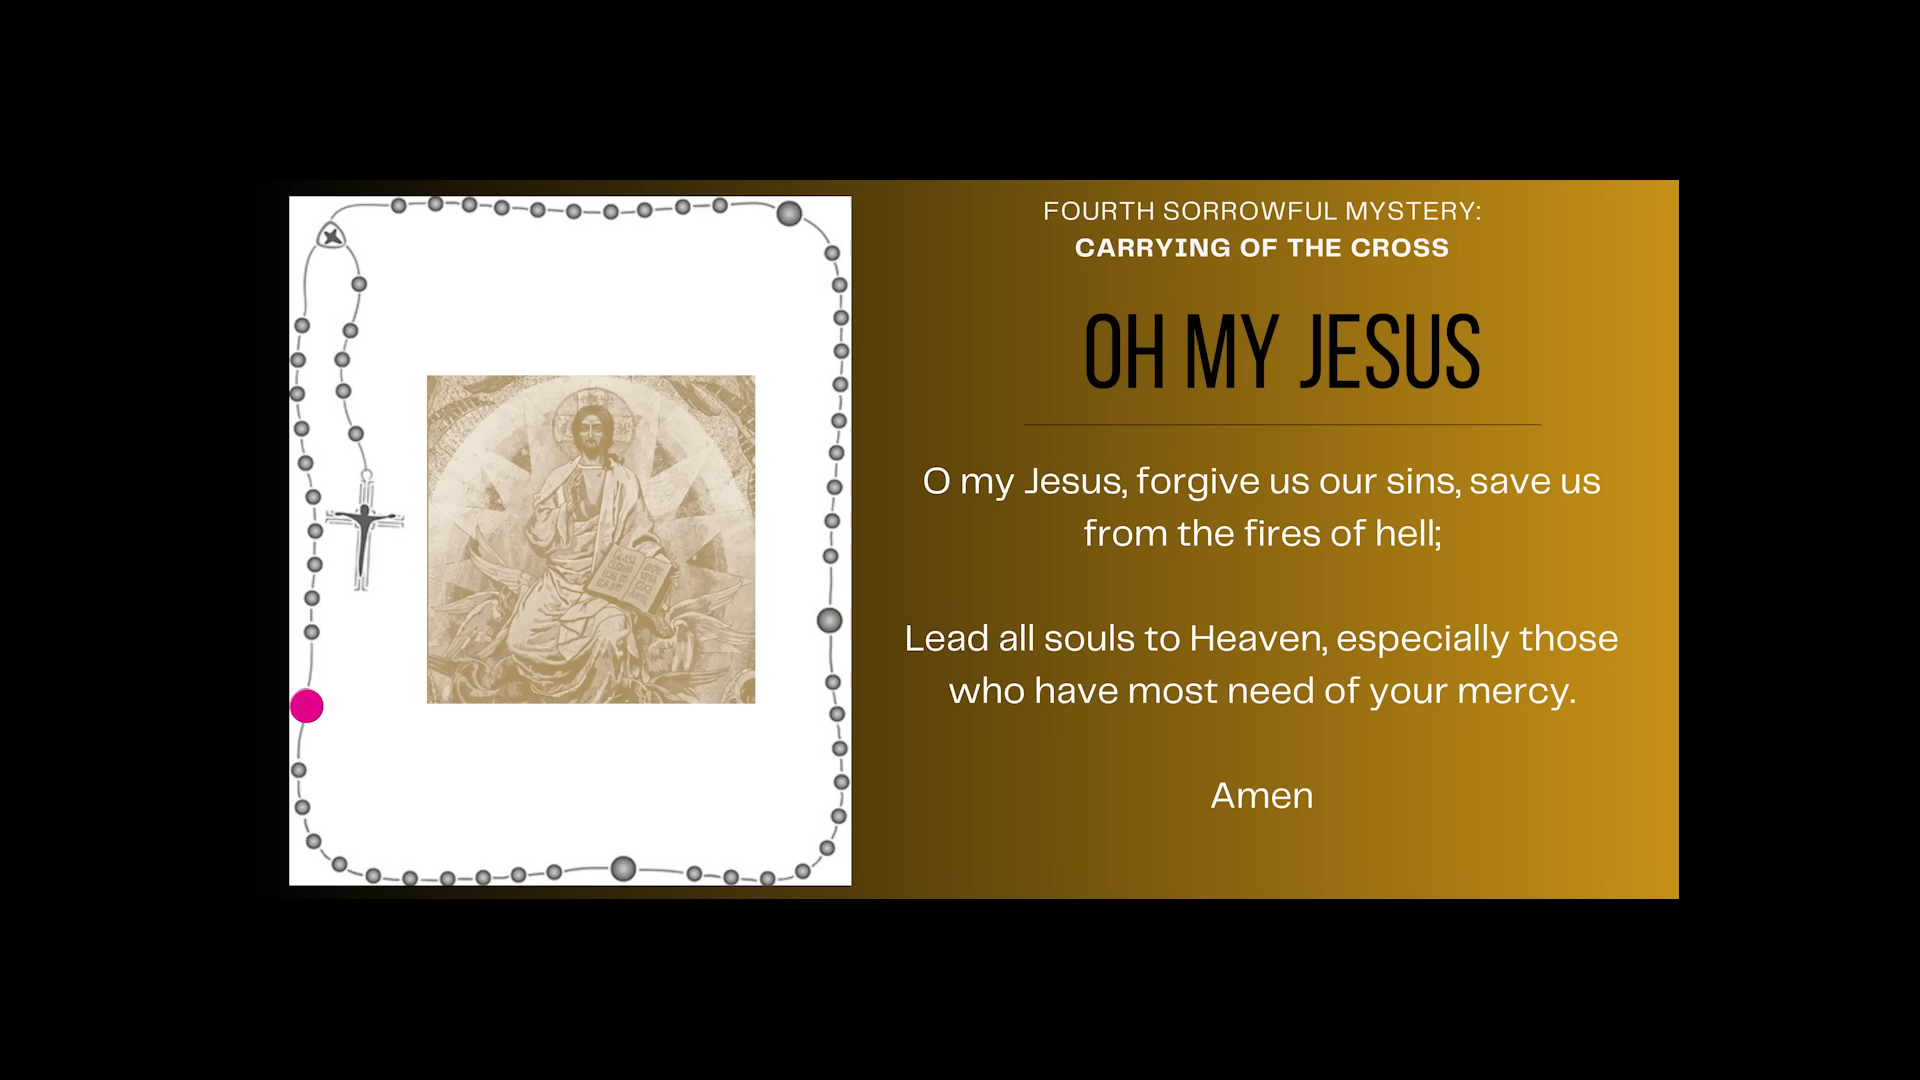 FOURTH SORROWFUL MYSTERY:
CARRYING OF THE CROSS
OH MY JESUS
O my Jesus, forgive us our sins, save us
from the fires of hell;
Lead all souls to Heaven, especially those
who have most need of your mercy.
Amen